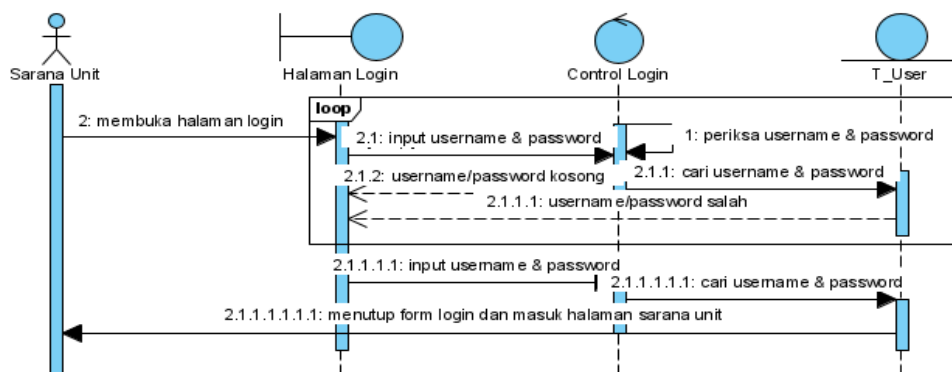 Sarana Unit
Halaman Login
Control Login
T_User
loop
2: membuka halaman login
2.1: input username & password
1: periksa username & password
2.1.2: username/password kosong
2.1.1: cari username & password
2.1.1.1: username/password salah
2.1.1.1.1: input username & password
2.1.1.1.1.1: cari username & password
2.1.1.1.1.1.1: menutup form login dan masuk halaman sarana unit